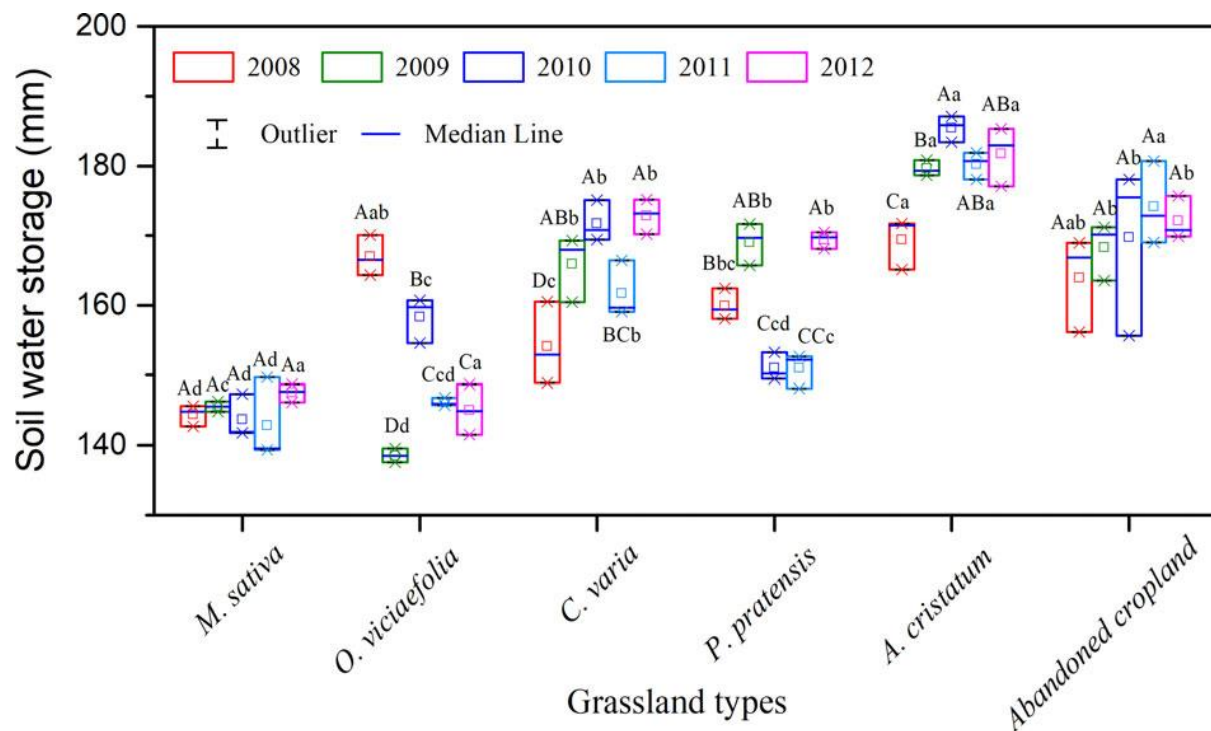 200
180
160
140
Soil water storage (mm)
2008 2009 2010 2011 2012
Outlier Median Line
Ad Ac Ad Ad Aa
Aab Dd Bc Ccd Ca
Dc ABb Ab BCb Ab
Bbc ABb Ccd CCc Ab
Ca Ba Aa ABa ABa
Aab Ab Ab Aa Ab
M. sativa
O. viciaefolia
C. varia
P. pratensis
A. cristatum
Abandoned cropland
Grassland types